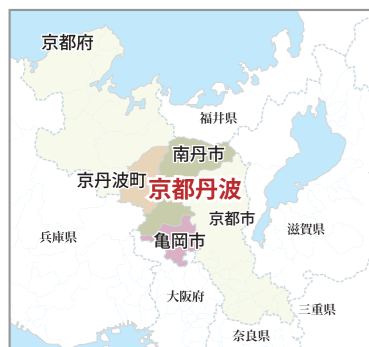 京都府
福井県
南丹市
京丹波町
京都丹波
京都市
兵庫県
亀岡市
滋賀県
大阪府
三重県
奈良県